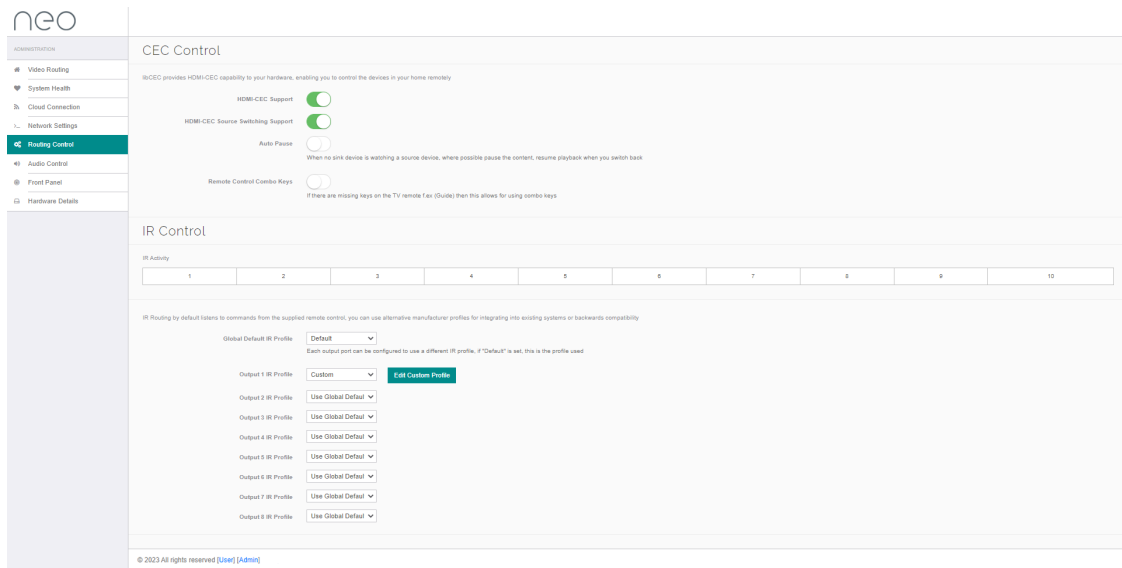 neo
ADMINISTRATION
Video Routing
System Health
Cloud Connection
Network Settings
Routing Control
Audio Control
Front Panel
Hardware Details
CEC Control
libCEC provides HDMI-CEC capability to your hardware, enabling you to control the devices in your home remotely
HDMI-CEC Support
HDMI-CEC Source Switching Support
Auto Pause
When no sink device is watching a source device, where possible pause the content, resume playback when you switch back
Remote Control Combo Keys
If there are missing keys on the TV remote f.ex (Guide) then this allows for using combo keys
IR Control
IR Activity
1 2 3 4 5 6 7 8 9 10
IR Routing by default listens to commands from the supplied remote control, you can use alternative manufacturer profiles for integrating into existing systems or backwards compatibility
Global Default IR Profile Default
Each output port can be configured to use a different IR profile, if "Default" is set, this is the profile used
Output 1 IR Profile Custom Edit Custom Profile
Output 2 IR Profile Use Global Defaul
Output 3 IR Profile Use Global Defaul
Output 4 IR Profile Use Global Defaul
Output 5 IR Profile Use Global Defaul
Output 6 IR Profile Use Global Defaul
Output 7 IR Profile Use Global Defaul
Output 8 IR Profile Use Global Defaul
© 2023 All rights reserved [User] [Admin]